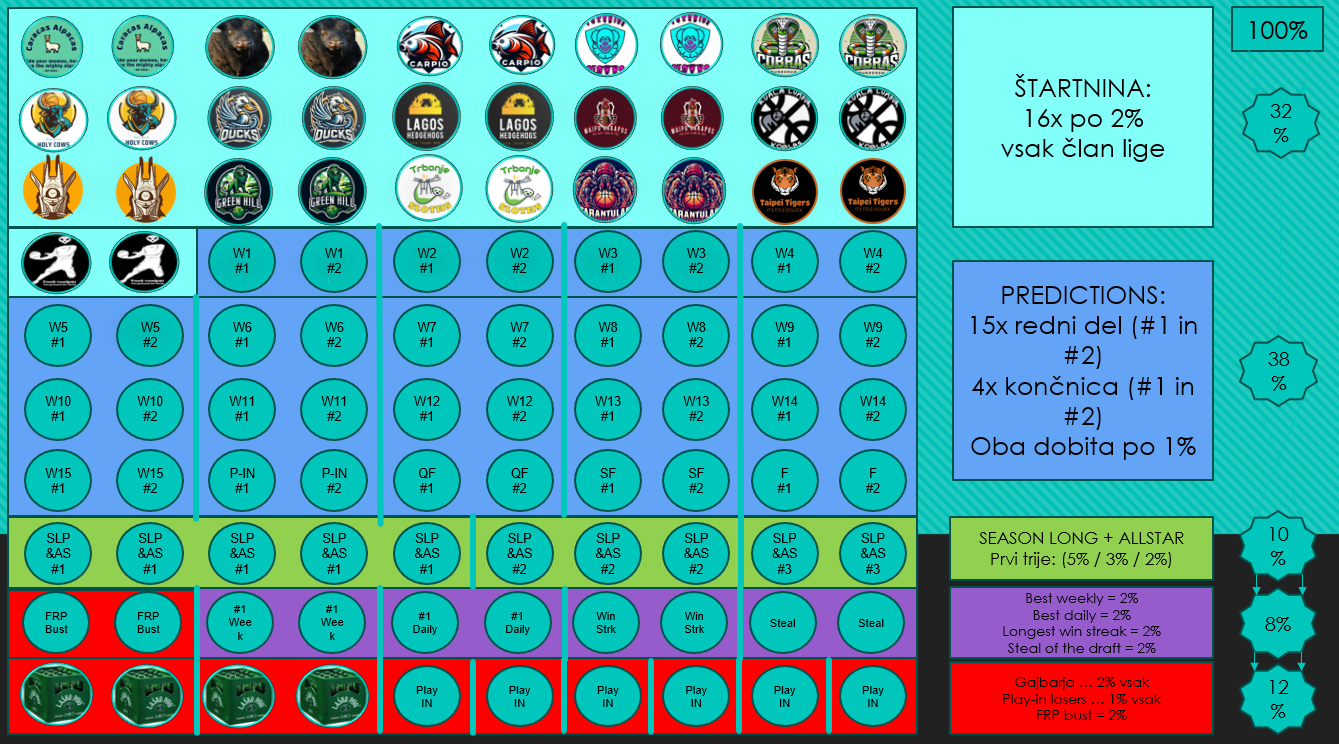 Caracas Alpacas
CARPIO
CARPIO
COBRAS
COBRAS
HOLY COWS
HOLY COWS
DUCKS
DUCKS
LAGOS
HEDGEHOGS
LAGOS
HEDGEHOGS
MAIPO GUAPOS
MAIPO GUAPOS
KOALAS
KOALAS
GREEN HILL
GREEN HILL
Trbonje
SLOTHS
Trbonje
SLOTHS
TARANTULA
TARANTULA
Taipei Tigers
Taipei Tigers
W1 #1
W1 #2
W2 #1
W2 #2
W3 #1
W3 #2
W4 #1
W4 #2
W5 #1
W5 #2
W6 #1
W6 #2
W7 #1
W7 #2
W8 #1
W8 #2
W9 #1
W9 #2
W10 #1
W10 #2
W11 #1
W11 #2
W12 #1
W12 #2
W13 #1
W13 #2
W14 #1
W14 #2
W15 #1
W15 #2
P-IN #1
P-IN #2
QF #1
QF #2
SF #1
SF #2
F #1
F #2
SLP &AS #1
SLP &AS #1
SLP &AS #1
SLP &AS #1
SLP &AS #1
SLP &AS #2
SLP &AS #2
SLP &AS #2
SLP &AS #3
SLP &AS #3
FRP Bust
FRP Bust
#1 Wee k
#1 Wee k
#1 Daily
#1 Daily
Win Strk
Win Strk
Steal
Steal
Play IN
Play IN
Play IN
Play IN
Play IN
Play IN
ŠTARTNINA:
16x po 2%
vsak član lige
PREDICTIONS:
15x redni del (#1 in
#2)
4x končnica (#1 in
#2)
Oba dobita po 1%
SEASON LONG + ALLSTAR
Prvi trije: (5% / 3% / 2%)
Best weekly = 2%
Best daily = 2%
Longest win streak = 2%
Steal of the draft = 2%
Gajbarjo ... 2% vsak
Play-in losers ... 1% vsak
FRP bust = 2%
100%
32
%
38
%
10
%
8%
12
%